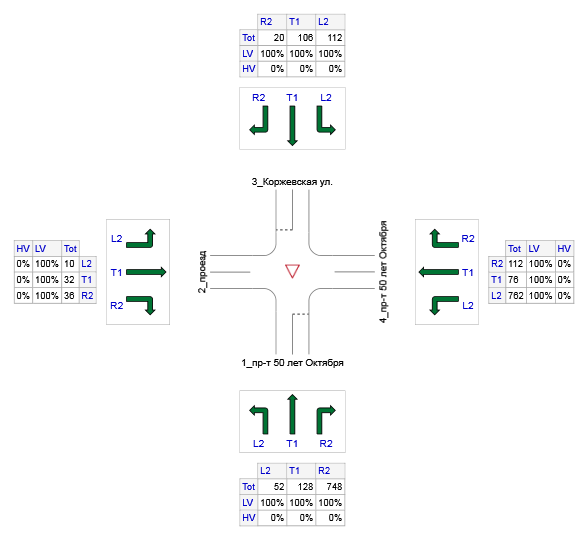 R2 T1 L2
Tot 20 106 112
LV 100% 100% 100%
HV 0% 0% 0%
R2 T1 L2
3_Коржевская ул.
HV LV Tot
0% 100% 10 L2
0% 100% 32 T1
0% 100% 36 R2
L2
T1
R2
2_проезд
4_пр-т 50 лет Октября
R2
T1
L2
Tot LV HV
R2 112 100% 0%
T1 76 100% 0%
L2 762 100% 0%
1_пр-т 50 лет Октября
L2 T1 R2
L2 T1 R2
Tot 52 128 748
LV 100% 100% 100%
HV 0% 0% 0%